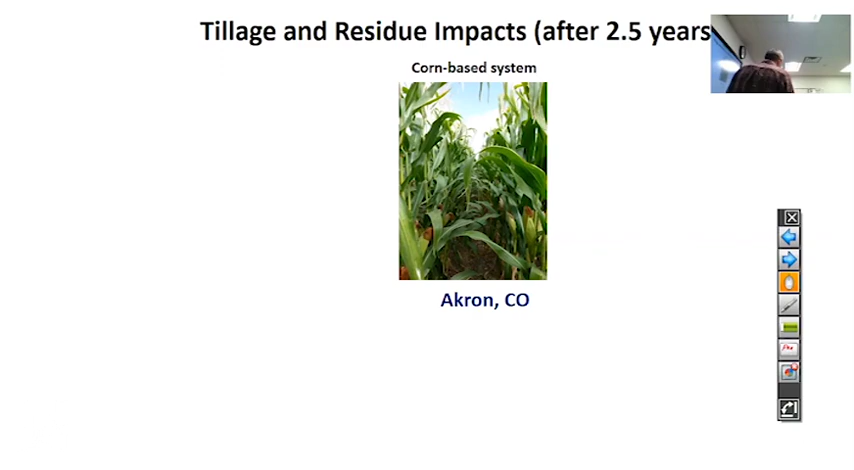 Tillage and Residue Impacts (after 2.5 years
Corn-based system
Akron, CO